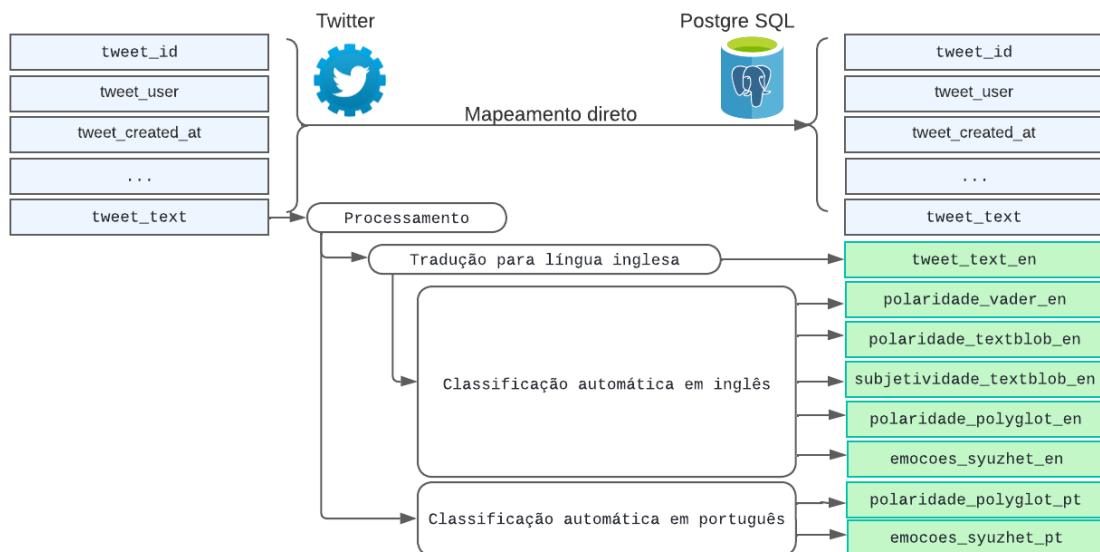 Twitter
Postgre SQL
tweet_id
tweet_user
tweet_created_at
...
tweet_text
Mapeamento direto
tweet_id
tweet_user
tweet_created_at
...
tweet_text
Processamento
Tradução para língua inglesa
tweet_text_en
Classificação automática em inglês
polaridade_vader_en
polaridade_textblob_en
subjetividade_textblob_en
polaridade_polyglot_en
emocoes_syuzhet_en
Classificação automática em português
polaridade_polyglot_pt
emocoes_syuzhet_pt